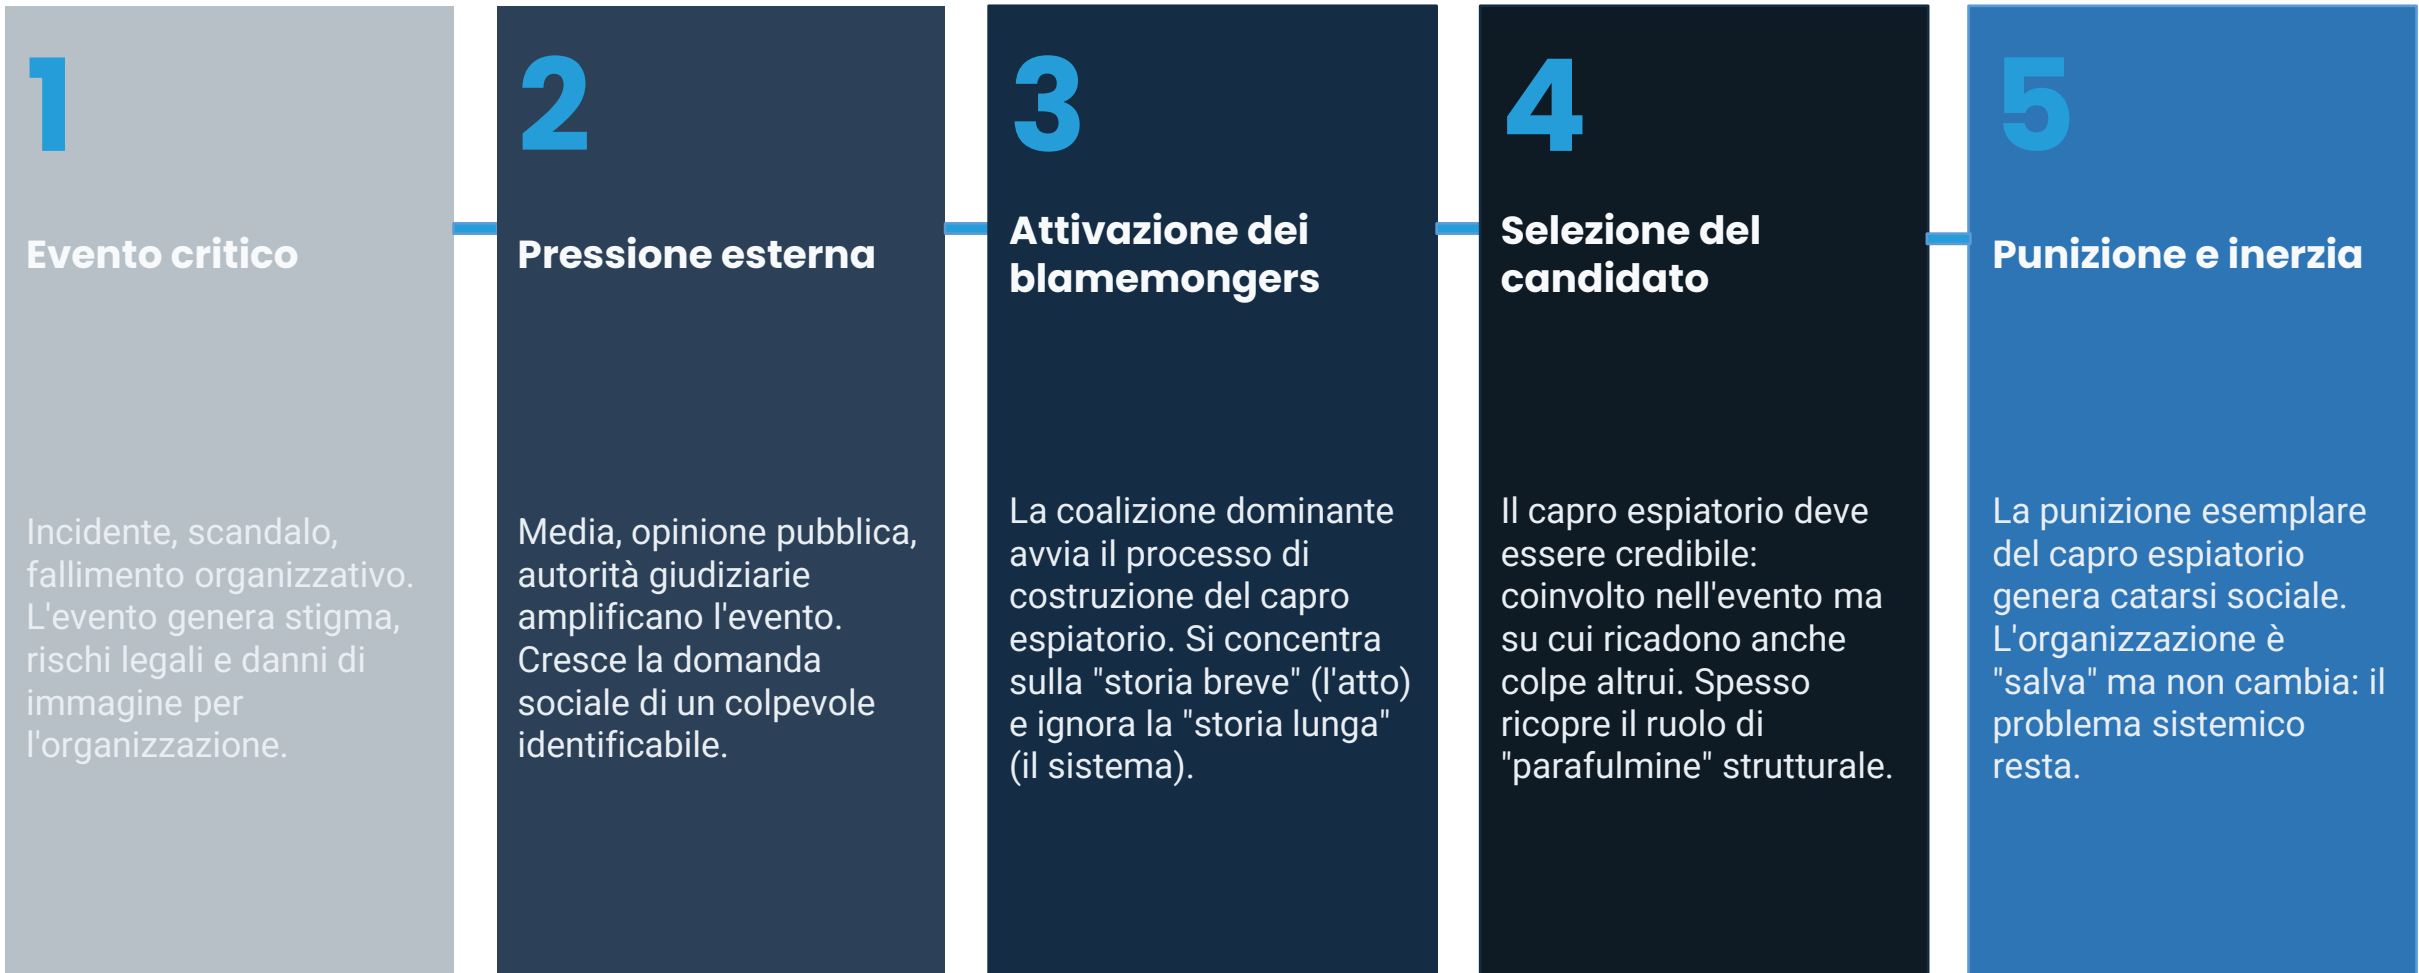 1
Evento critico
Incidente, scandalo,
fallimento organizzativo.
L'evento genera stigma,
rischi legali e danni di
immagine per
l'organizzazione.
2
Pressione esterna
Media, opinione pubblica,
autorità giudiziarie
amplificano l'evento.
Cresce la domanda
sociale di un colpevole
identificabile.
3
Attivazione dei
blamemongers
La coalizione dominante
avvia il processo di
costruzione del capro
espiatorio. Si concentra
sulla "storia breve" (l'atto)
e ignora la "storia lunga"
(il sistema).
4
Selezione del
candidato
Il capro espiatorio deve
essere credibile:
coinvolto nell'evento ma
su cui ricadono anche
colpe altrui. Spesso
ricopre il ruolo di
"parafulmine" strutturale.
5
Punizione e inerzia
La punizione esemplare
del capro espiatorio
genera catarsi sociale.
L'organizzazione è
"salva" ma non cambia: il
problema sistemico
resta.